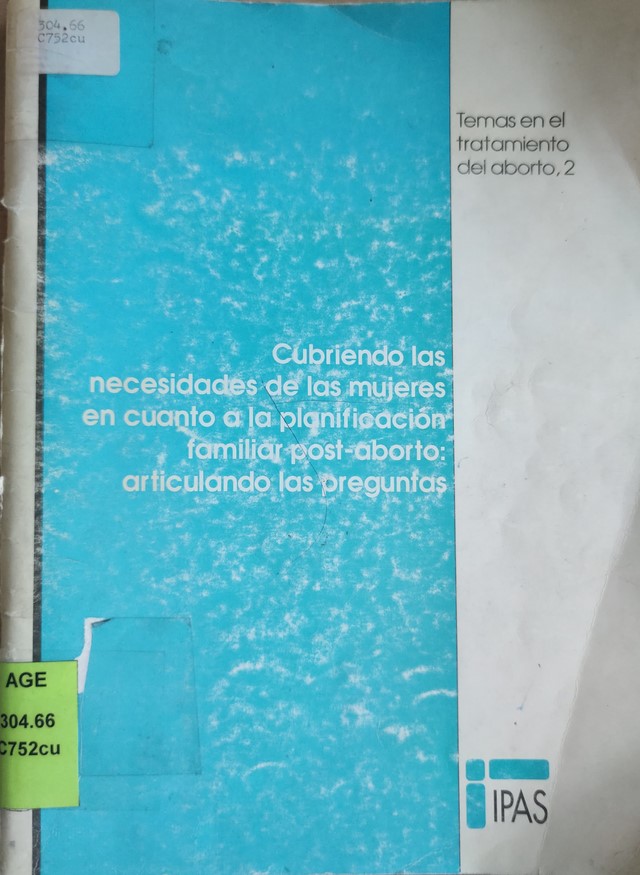 304.66
C752cu
Temas en el
tratamiento
del aborto, 2
Cubriendo las
necesidades de las mujeres
en cuanto a la planificación
familiar post-aborto:
articulando las preguntas
AGE
304.66
C752cu
IPAS